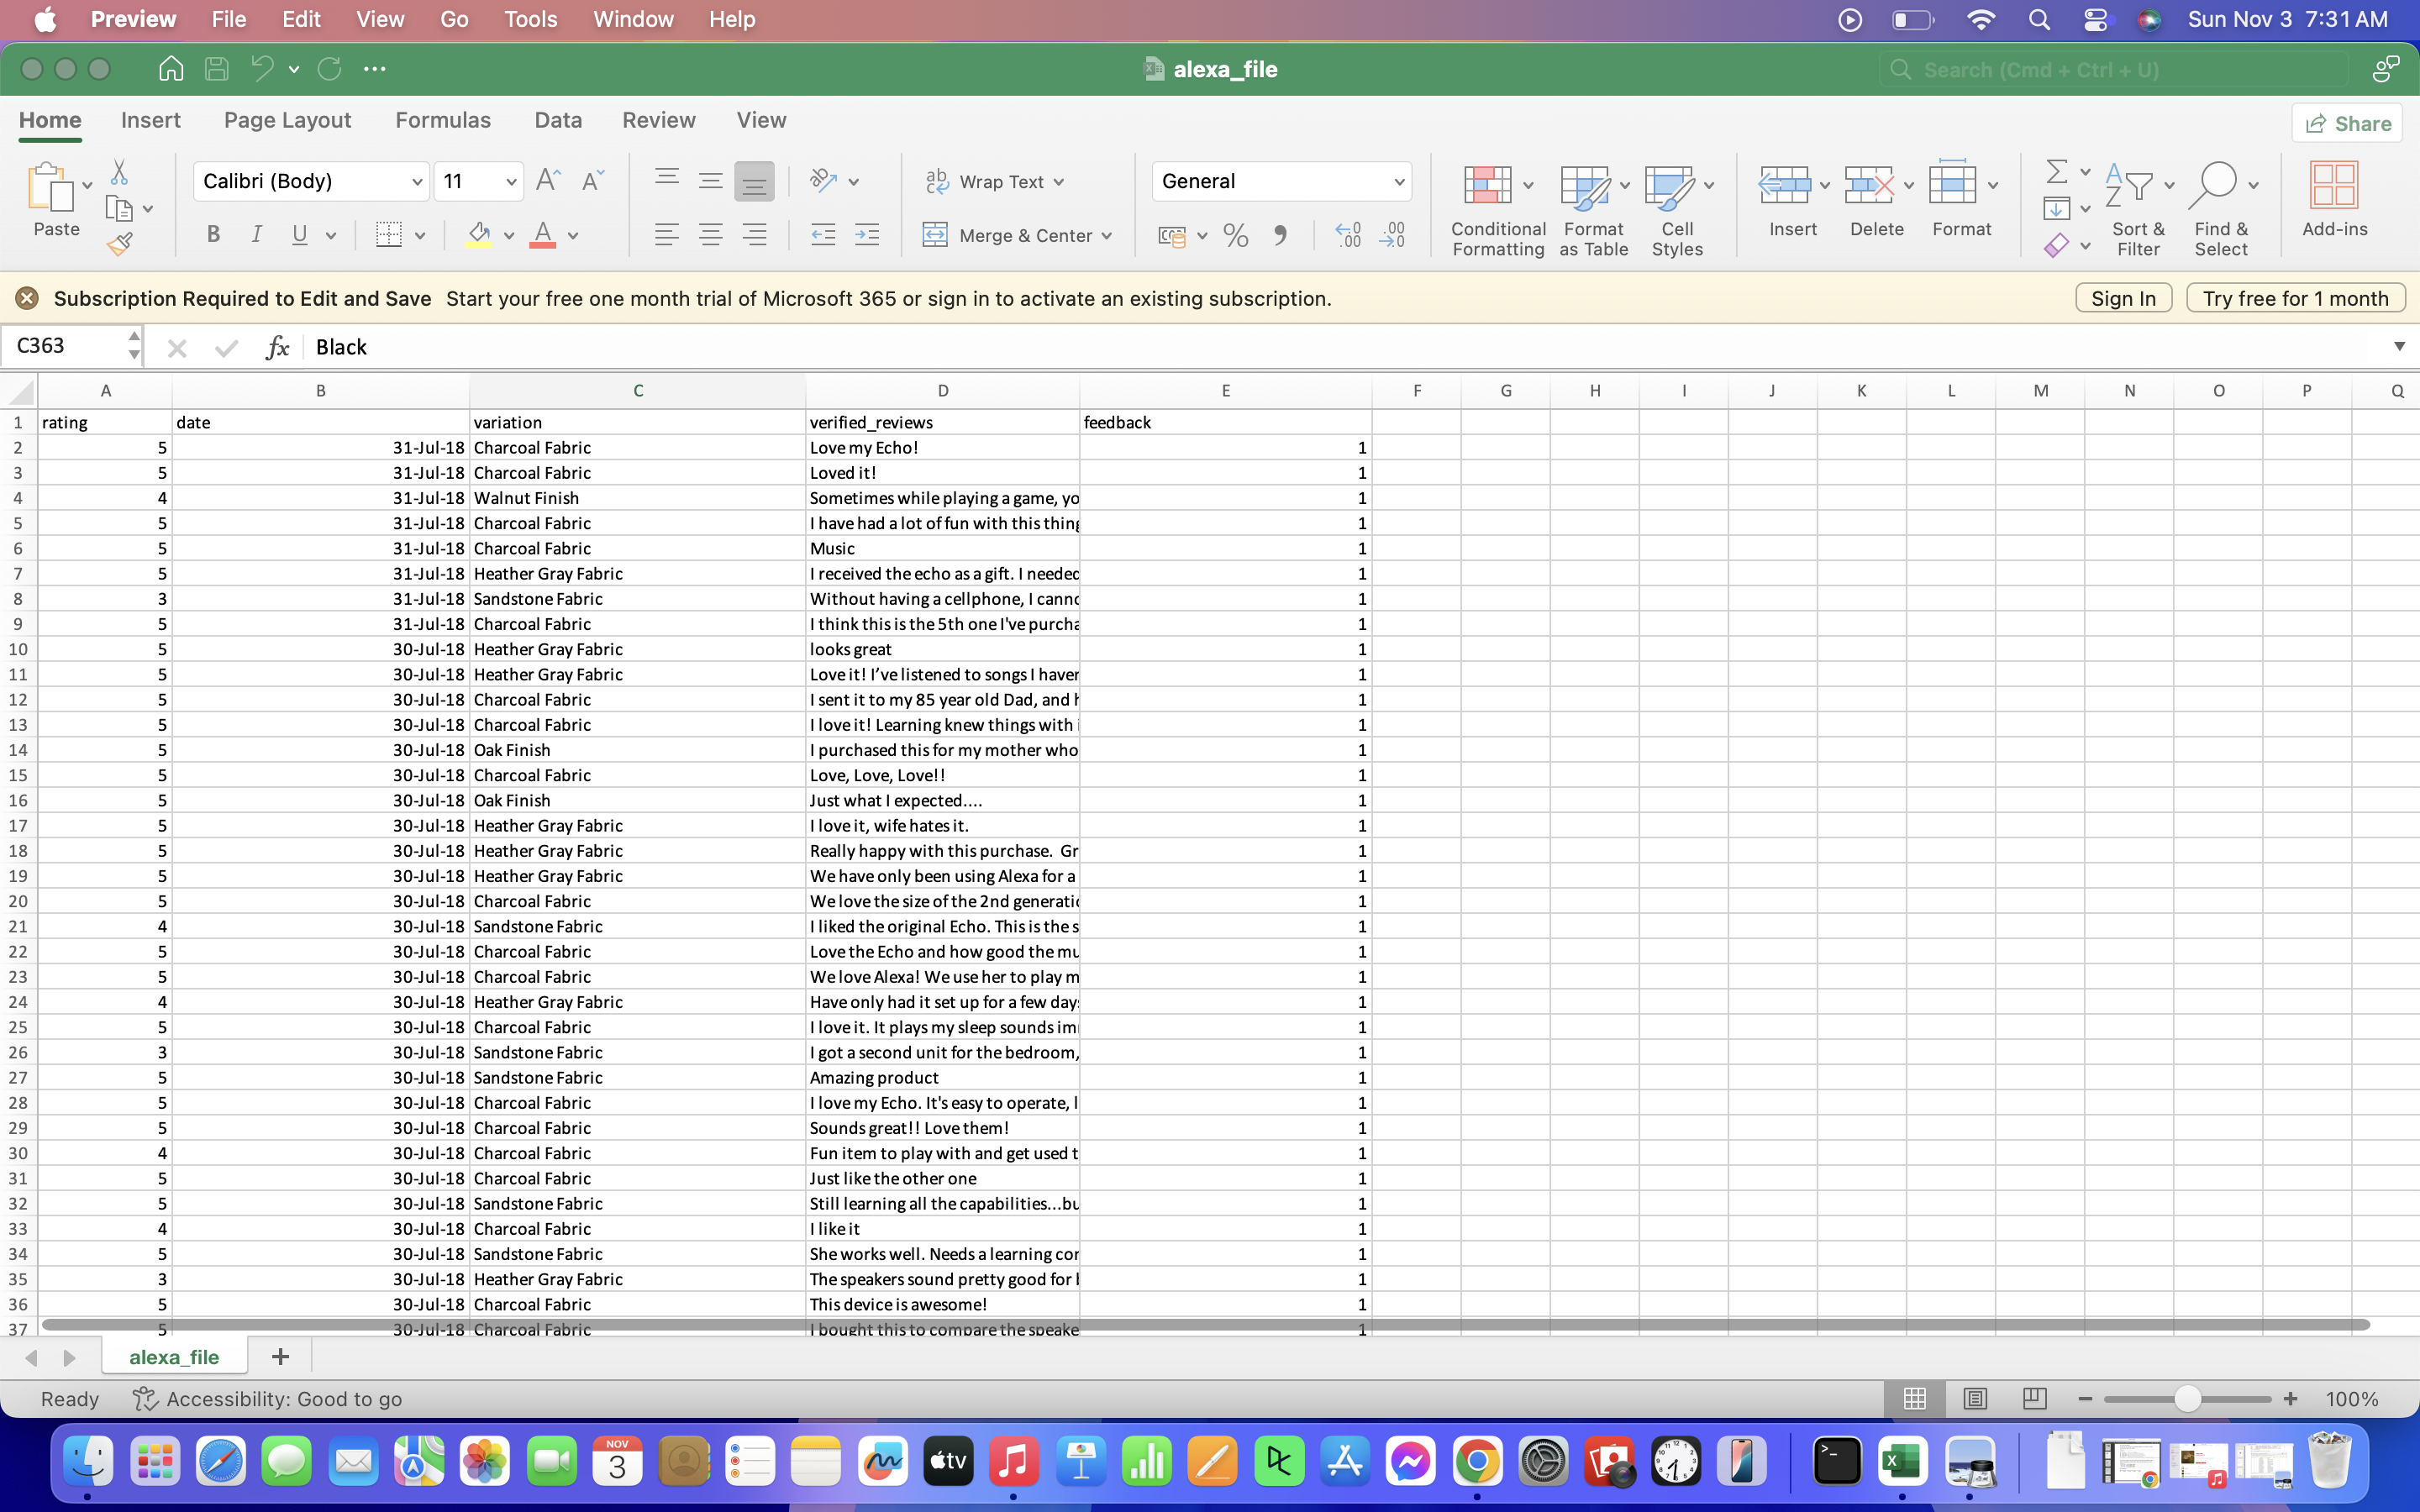 Preview File Edit View Go Tools Window Help Sun Nov 3 7:31 AM
alexa_file Search (Cmd + Ctrl + U)
Home Insert Page Layout Formulas Data Review View Share
Paste Calibri (Body) 11 Wrap Text General
B I U A Merge & Center % Conditional Formatting Format as Table Cell Styles Insert Delete Format Sort & Filter Find & Select Add-ins
Subscription Required to Edit and Save Start your free one month trial of Microsoft 365 or sign in to activate an existing subscription. Sign In Try free for 1 month
C363 fx Black
A B C D E F G H I J K L M N O P Q
1 rating date variation verified_reviews feedback
2 5 31-Jul-18 Charcoal Fabric Love my Echo! 1
3 5 31-Jul-18 Charcoal Fabric Loved it! 1
4 4 31-Jul-18 Walnut Finish Sometimes while playing a game, yo 1
5 5 31-Jul-18 Charcoal Fabric I have had a lot of fun with this thing 1
6 5 31-Jul-18 Charcoal Fabric Music 1
7 5 31-Jul-18 Heather Gray Fabric I received the echo as a gift. I needed 1
8 3 31-Jul-18 Sandstone Fabric Without having a cellphone, I canno 1
9 5 31-Jul-18 Charcoal Fabric I think this is the 5th one I've purcha 1
10 5 30-Jul-18 Heather Gray Fabric looks great 1
11 5 30-Jul-18 Heather Gray Fabric Love it! I’ve listened to songs I haven 1
12 5 30-Jul-18 Charcoal Fabric I sent it to my 85 year old Dad, and h 1
13 5 30-Jul-18 Charcoal Fabric I love it! Learning knew things with i 1
14 5 30-Jul-18 Oak Finish I purchased this for my mother who 1
15 5 30-Jul-18 Charcoal Fabric Love, Love, Love!! 1
16 5 30-Jul-18 Oak Finish Just what I expected.... 1
17 5 30-Jul-18 Heather Gray Fabric I love it, wife hates it. 1
18 5 30-Jul-18 Heather Gray Fabric Really happy with this purchase. Gr 1
19 5 30-Jul-18 Heather Gray Fabric We have only been using Alexa for a 1
20 5 30-Jul-18 Charcoal Fabric We love the size of the 2nd generatio 1
21 4 30-Jul-18 Sandstone Fabric I liked the original Echo. This is the s 1
22 5 30-Jul-18 Charcoal Fabric Love the Echo and how good the mu 1
23 5 30-Jul-18 Charcoal Fabric We love Alexa! We use her to play m 1
24 4 30-Jul-18 Heather Gray Fabric Have only had it set up for a few days 1
25 5 30-Jul-18 Charcoal Fabric I love it. It plays my sleep sounds im 1
26 3 30-Jul-18 Sandstone Fabric I got a second unit for the bedroom, 1
27 5 30-Jul-18 Sandstone Fabric Amazing product 1
28 5 30-Jul-18 Charcoal Fabric I love my Echo. It's easy to operate, l 1
29 5 30-Jul-18 Charcoal Fabric Sounds great!! Love them! 1
30 4 30-Jul-18 Charcoal Fabric Fun item to play with and get used t 1
31 5 30-Jul-18 Charcoal Fabric Just like the other one 1
32 5 30-Jul-18 Sandstone Fabric Still learning all the capabilities...bu 1
33 4 30-Jul-18 Charcoal Fabric I like it 1
34 5 30-Jul-18 Sandstone Fabric She works well. Needs a learning con 1
35 3 30-Jul-18 Heather Gray Fabric The speakers sound pretty good for 1
36 5 30-Jul-18 Charcoal Fabric This device is awesome! 1
37 5 30-Jul-18 Charcoal Fabric I bought this to compare the speake 1
alexa_file +
Ready Accessibility: Good to go 100%
NOV 3 tv